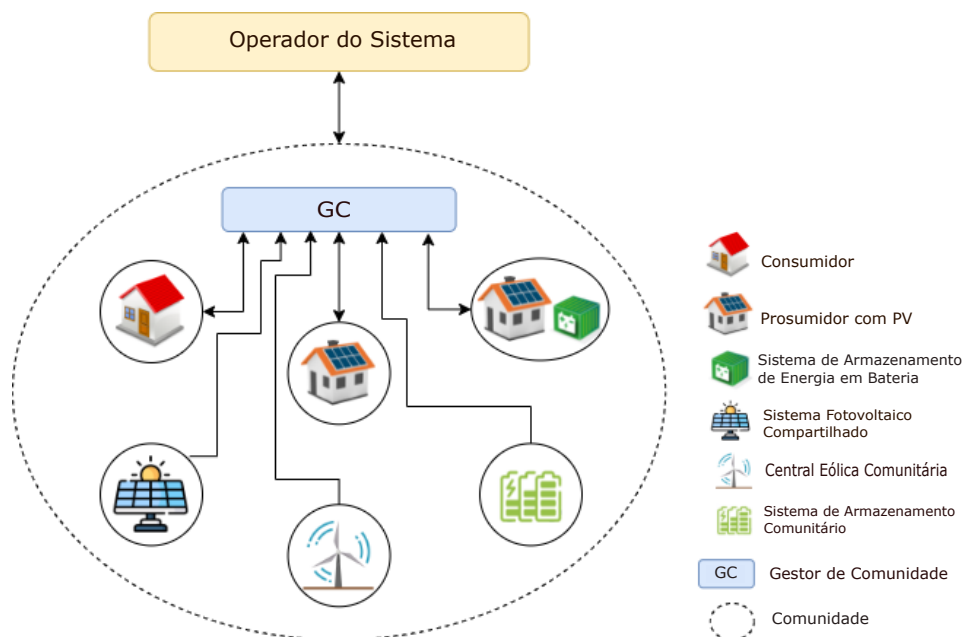 Operador do Sistema
GC
Consumidor
Prosumidor com PV
Sistema de Armazenamento
de Energia em Bateria
Sistema Fotovoltaico
Compartilhado
Central Eólica Comunitária
Sistema de Armazenamento
Comunitário
GC
Gestor de Comunidade
Comunidade